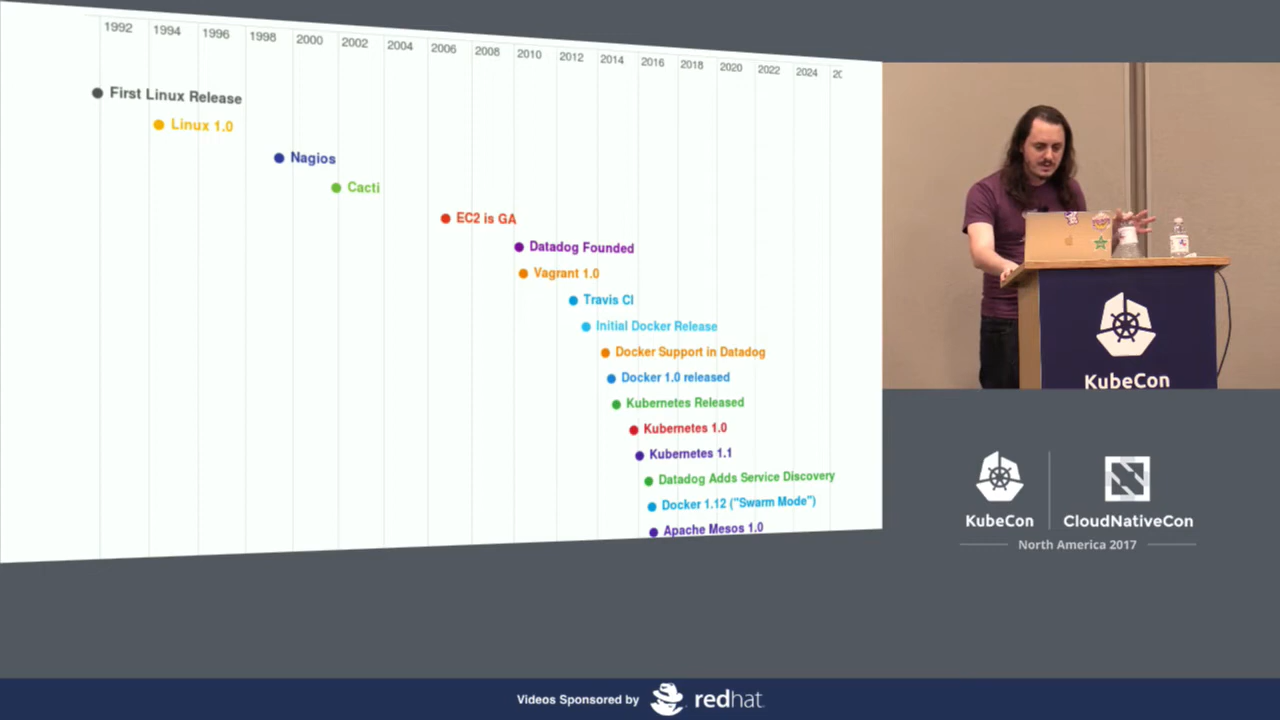 1992 1994 1996 1998 2000 2002 2004 2006 2008 2010 2012 2014 2016 2018 2020 2022 2024
First Linux Release
Linux 1.0
Nagios
Cacti
EC2 is GA
Datadog Founded
Vagrant 1.0
Travis CI
Initial Docker Release
Docker Support in Datadog
Docker 1.0 released
Kubernetes Released
Kubernetes 1.0
Kubernetes 1.1
Datadog Adds Service Discovery
Docker 1.12 ("Swarm Mode")
Apache Mesos 1.0
KubeCon
KubeCon
CloudNativeCon
North America 2017
Videos Sponsored by redhat